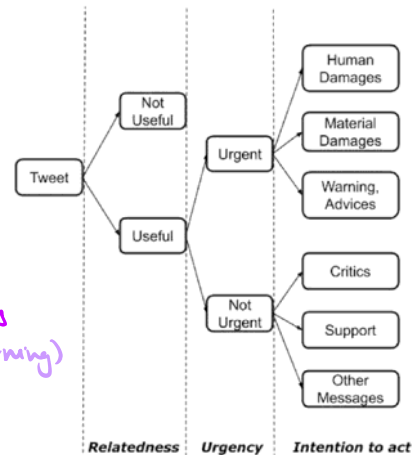 Human
Damages
Not
Useful
Material
Damages
Urgent
Tweet
Warning,
Advices
Useful
Critics
Not
Urgent
Support
Other
Messages
Relatedness
Urgency
Intention to act